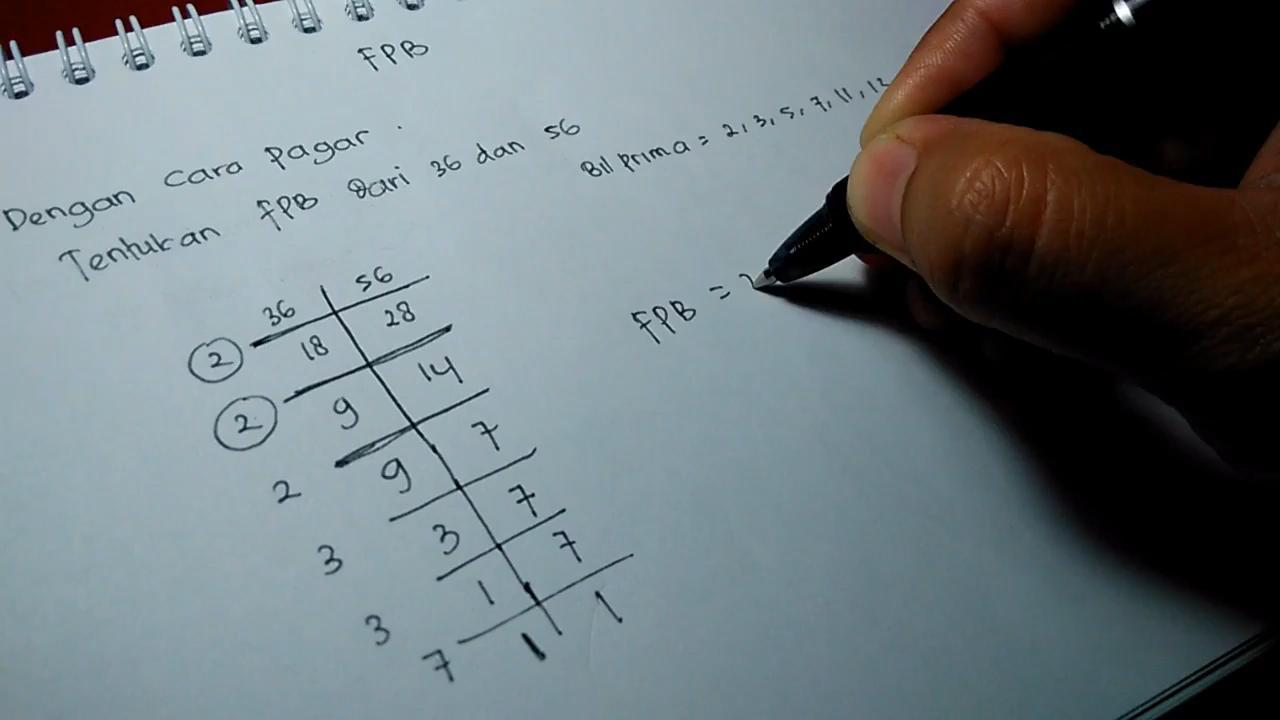 FPB
Dengan cara pagar.
Tentukan FPB Dari 36 dan 56
Bil prima = 2, 3, 5, 7, 11, 13
36 56
2 18 28
2 9 14
2 9 7
3 3 7
3 1 7
7 1 1
FPB = 2